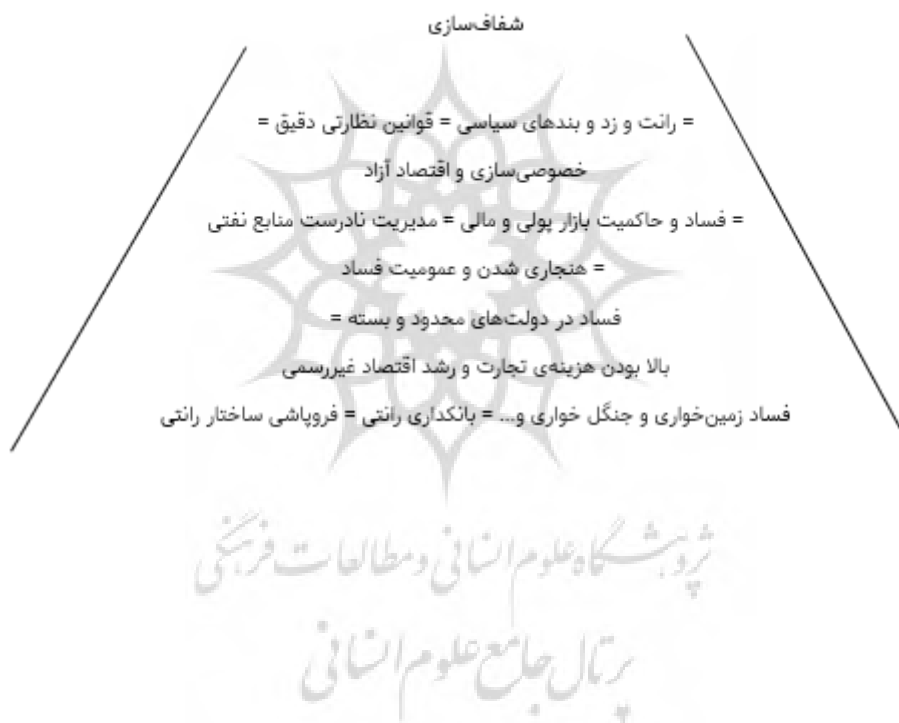 شفاف‌سازی
= رانت و زد و بندهای سیاسی = قوانین نظارتی دقیق =
خصوصی‌سازی و اقتصاد آزاد
= فساد و حاکمیت بازار پولی و مالی = مدیریت نادرست منابع نفتی
= هنجاری شدن و عمومیت فساد
فساد در دولت‌های محدود و بسته =
بالا بودن هزینه‌ی تجارت و رشد اقتصاد غیررسمی
فساد زمین‌خواری و جنگل خواری و... = بانکداری رانتی = فروپاشی ساختار رانتی
پژوهشگاه علوم انسانی و مطالعات فرهنگی
پرتال جامع علوم انسانی